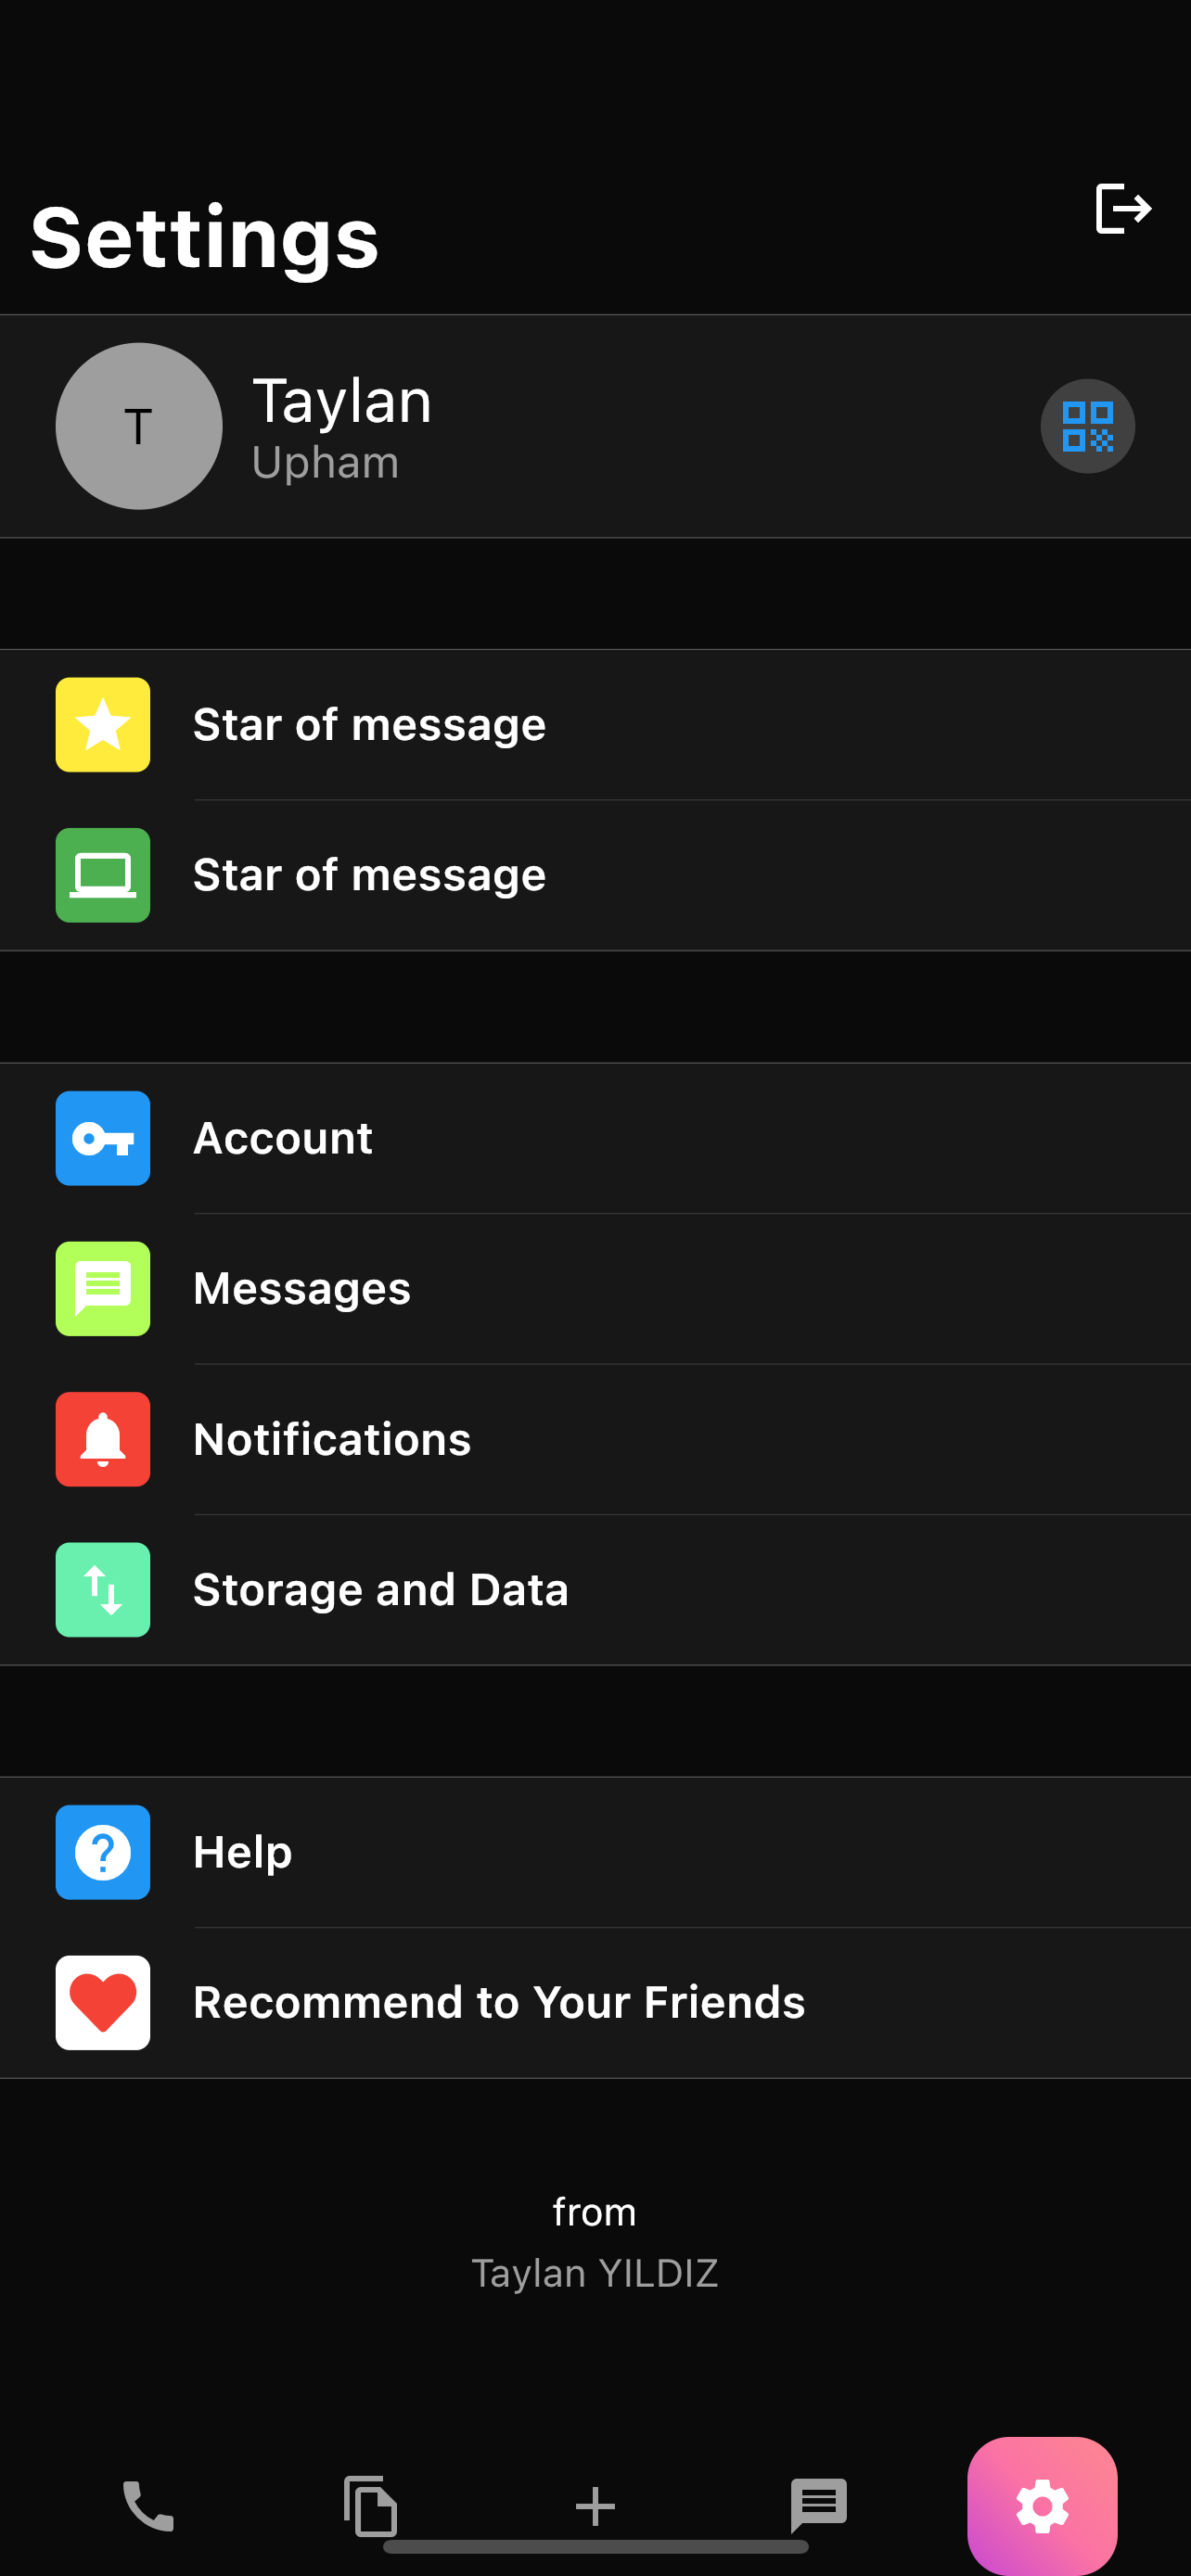 Settings
T
Taylan
Upham
Star of message
Star of message
Account
Messages
Notifications
Storage and Data
Help
Recommend to Your Friends
from
Taylan YILDIZ